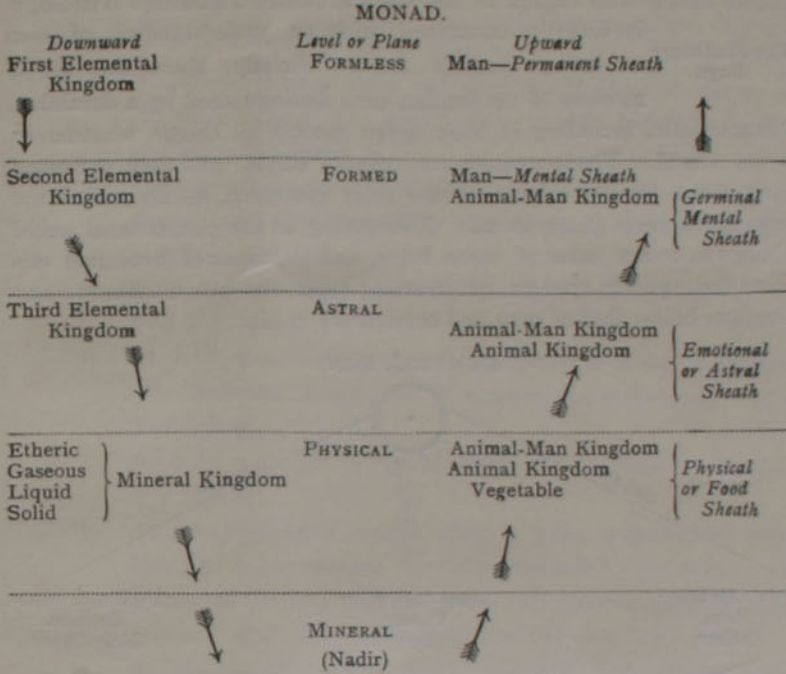 MONAD.
Downward Level or Plane Upward
First Elemental FORMLESS Man—Permanent Sheath
Kingdom
Second Elemental FORMED Man—Mental Sheath
Kingdom Animal-Man Kingdom Germinal
Mental
Sheath
Third Elemental ASTRAL
Kingdom Animal-Man Kingdom
Animal Kingdom Emotional
or Astral
Sheath
Etheric PHYSICAL Animal-Man Kingdom
Gaseous Mineral Kingdom Animal Kingdom Physical
Liquid Vegetable or Food
Solid Sheath
MINERAL
(Nadir)